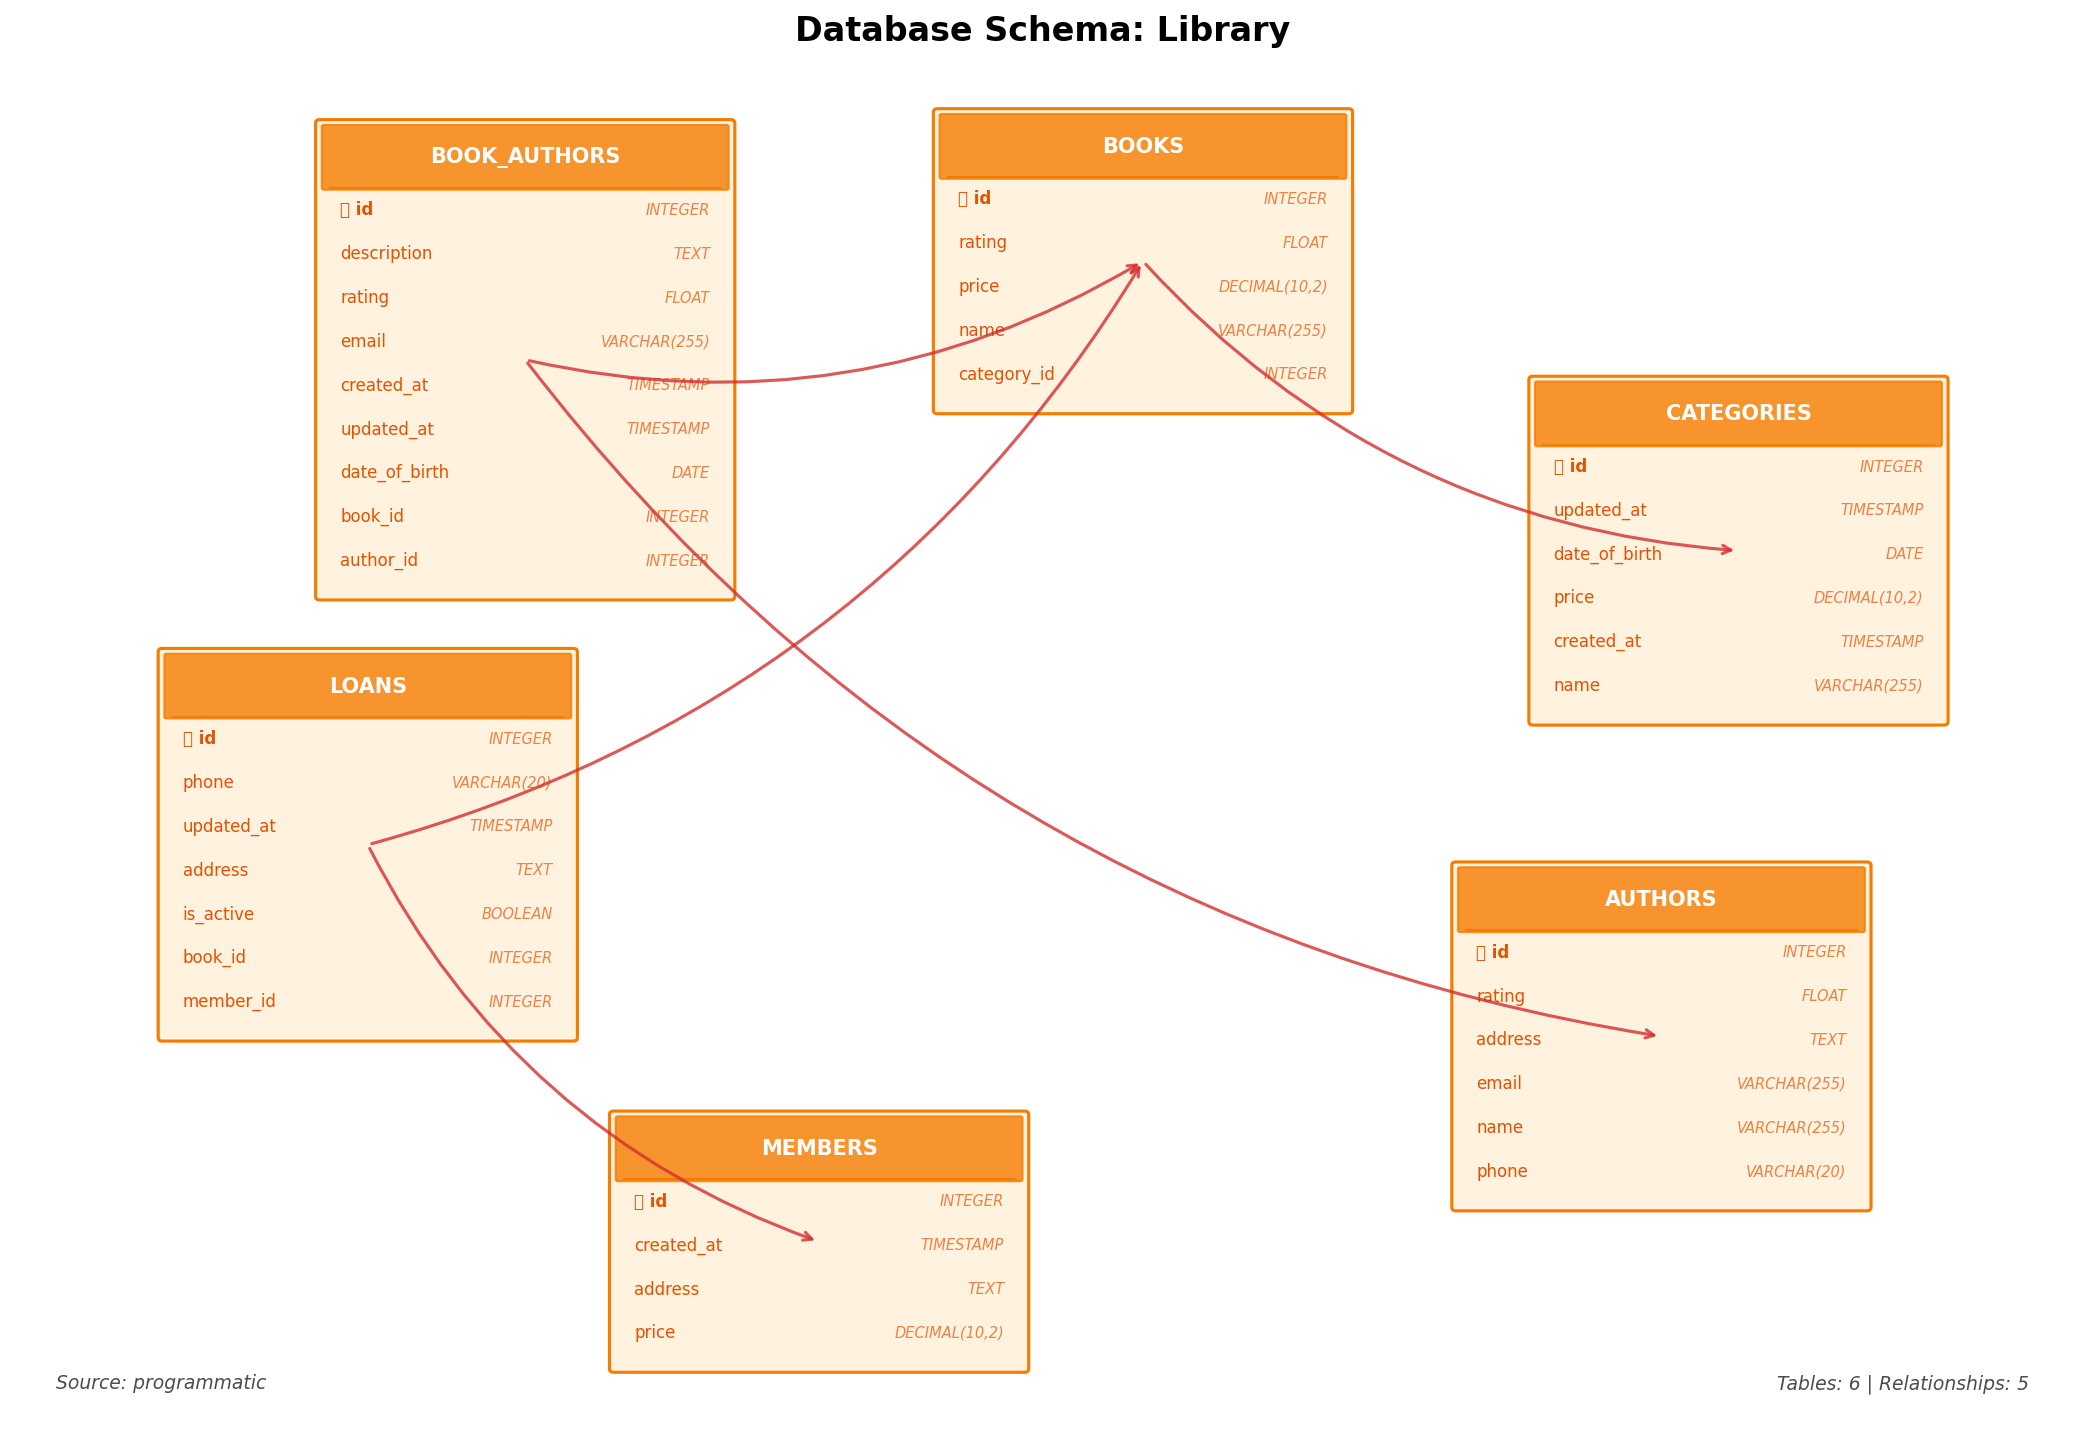 Database Schema: Library
BOOK_AUTHORS
id INTEGER
description TEXT
rating FLOAT
email VARCHAR(255)
created_at TIMESTAMP
updated_at TIMESTAMP
date_of_birth DATE
book_id INTEGER
author_id INTEGER
BOOKS
id INTEGER
rating FLOAT
price DECIMAL(10,2)
name VARCHAR(255)
category_id INTEGER
CATEGORIES
id INTEGER
updated_at TIMESTAMP
date_of_birth DATE
price DECIMAL(10,2)
created_at TIMESTAMP
name VARCHAR(255)
LOANS
id INTEGER
phone VARCHAR(20)
updated_at TIMESTAMP
address TEXT
is_active BOOLEAN
book_id INTEGER
member_id INTEGER
AUTHORS
id INTEGER
rating FLOAT
address TEXT
email VARCHAR(255)
name VARCHAR(255)
phone VARCHAR(20)
MEMBERS
id INTEGER
created_at TIMESTAMP
address TEXT
price DECIMAL(10,2)
Source: programmatic
Tables: 6 | Relationships: 5